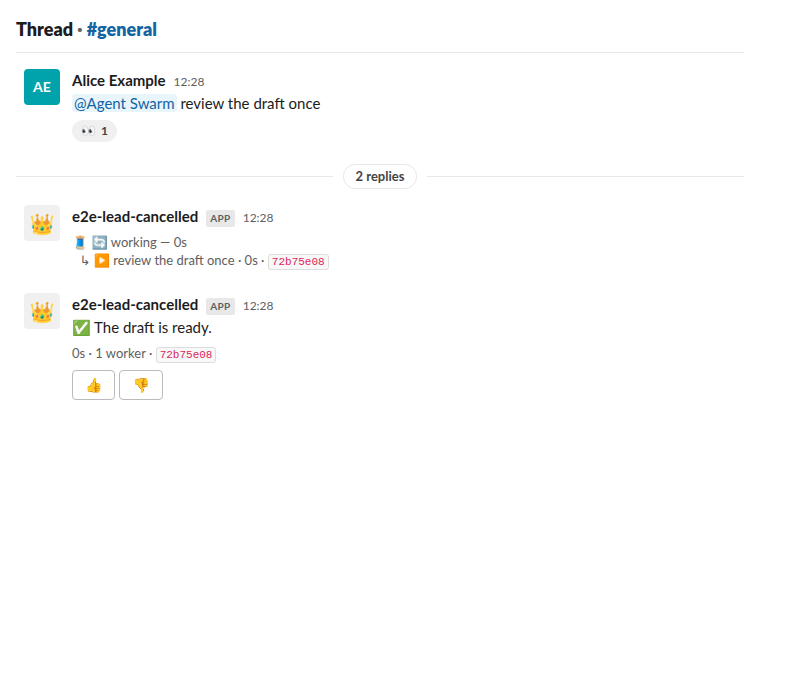 Thread • #general
AE
Alice Example 12:28
@Agent Swarm review the draft once
👀 1
2 replies
e2e-lead-cancelled APP 12:28
🧵 🔄 working — 0s
↳ ▶️ review the draft once · 0s · 72b75e08
e2e-lead-cancelled APP 12:28
✅ The draft is ready.
0s · 1 worker · 72b75e08
👍 👎